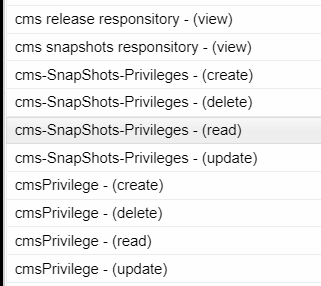 cms release responsitory - (view)
cms snapshots responsitory - (view)
cms-SnapShots-Privileges - (create)
cms-SnapShots-Privileges - (delete)
cms-SnapShots-Privileges - (read)
cms-SnapShots-Privileges - (update)
cmsPrivilege - (create)
cmsPrivilege - (delete)
cmsPrivilege - (read)
cmsPrivilege - (update)